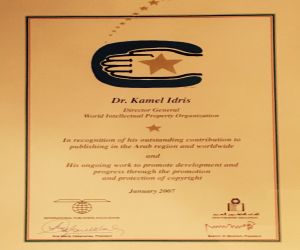 Dr. Kamel Idris
Director General
World Intellectual Property Organization
In recognition of his outstanding contribution to
publishing in the Arab region and worldwide
and
His ongoing work to promote development and
progress through the promotion
and protection of copyright
January 2007